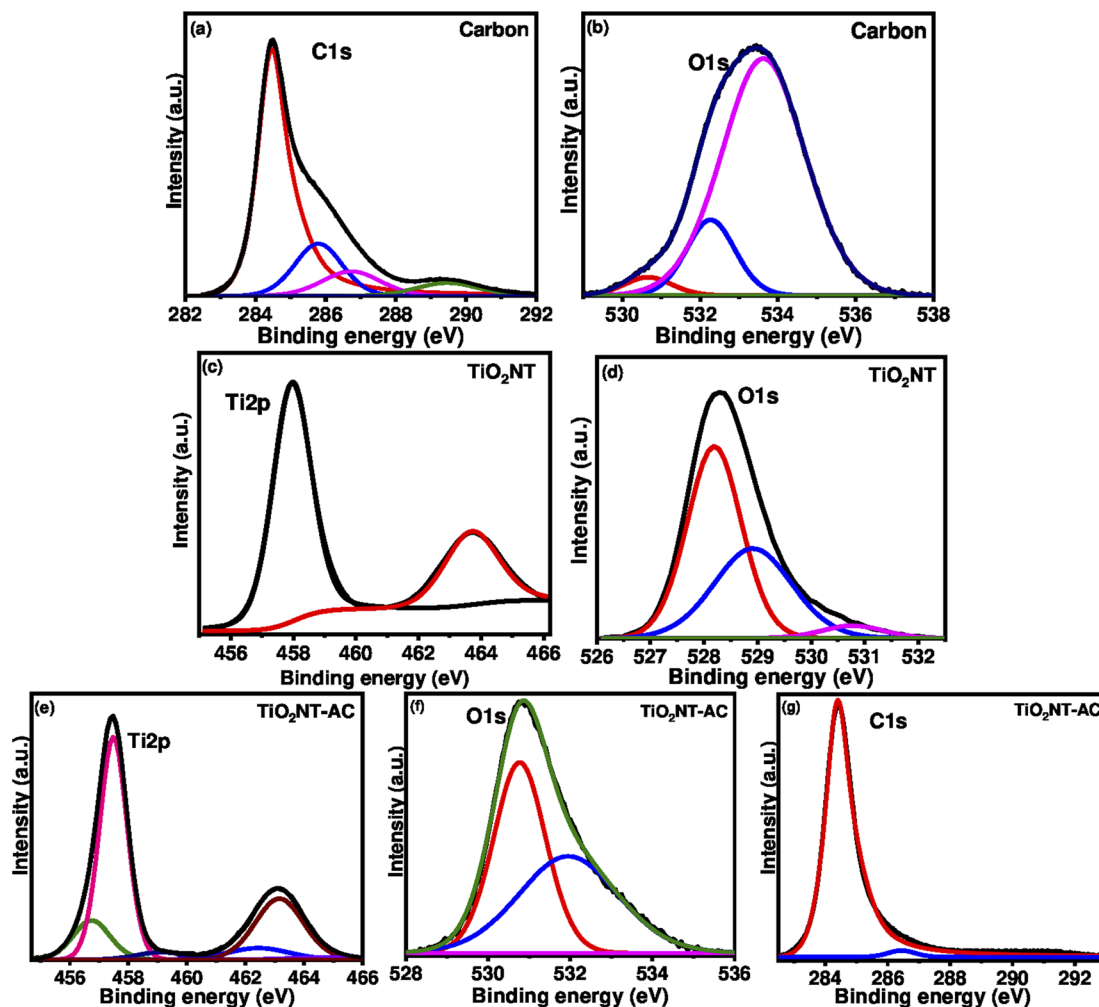 (a) C1s Carbon
Intensity (a.u.)
282 284 286 288 290 292
Binding energy (eV)
(b) O1s Carbon
Intensity (a.u.)
530 532 534 536 538
Binding energy (eV)
(c) Ti2p TiO₂NT
Intensity (a.u.)
456 458 460 462 464 466
Binding energy (eV)
(d) O1s TiO₂NT
Intensity (a.u.)
526 527 528 529 530 531 532
Binding energy (eV)
(e) Ti2p TiO₂NT-AC
Intensity (a.u.)
456 458 460 462 464 466
Binding energy (eV)
(f) O1s TiO₂NT-AC
Intensity (a.u.)
528 530 532 534 536
Binding energy (eV)
(g) C1s TiO₂NT-AC
Intensity (a.u.)
284 286 288 290 292
Binding energy (eV)